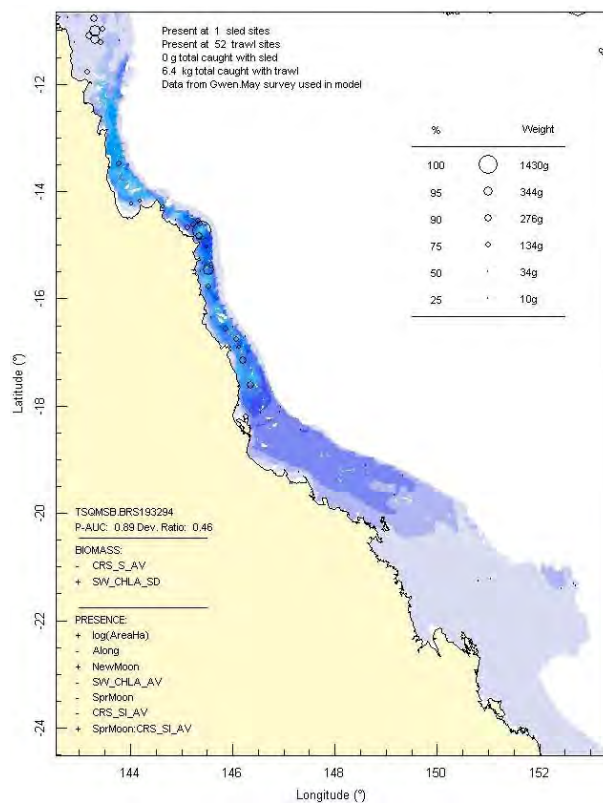 Present at 1 sled sites
Present at 52 trawl sites
0 g total caught with sled
6.4 kg total caught with trawl
Data from Gwen.May survey used in model
% Weight
100 1430g
95 344g
90 276g
75 134g
50 34g
25 10g
-12
-14
-16
-18
-20
-22
-24
Latitude (°)
TSQMSB.BRS193294
P-AUC: 0.89 Dev. Ratio: 0.46
BIOMASS:
- CRS_S_AV
+ SW_CHLA_SD
PRESENCE:
+ log(AreaHa)
- Along
+ NewMoon
- SW_CHLA_AV
- SprMoon
- CRS_SI_AV
+ SprMoon:CRS_SI_AV
144 146 148 150 152
Longitude (°)